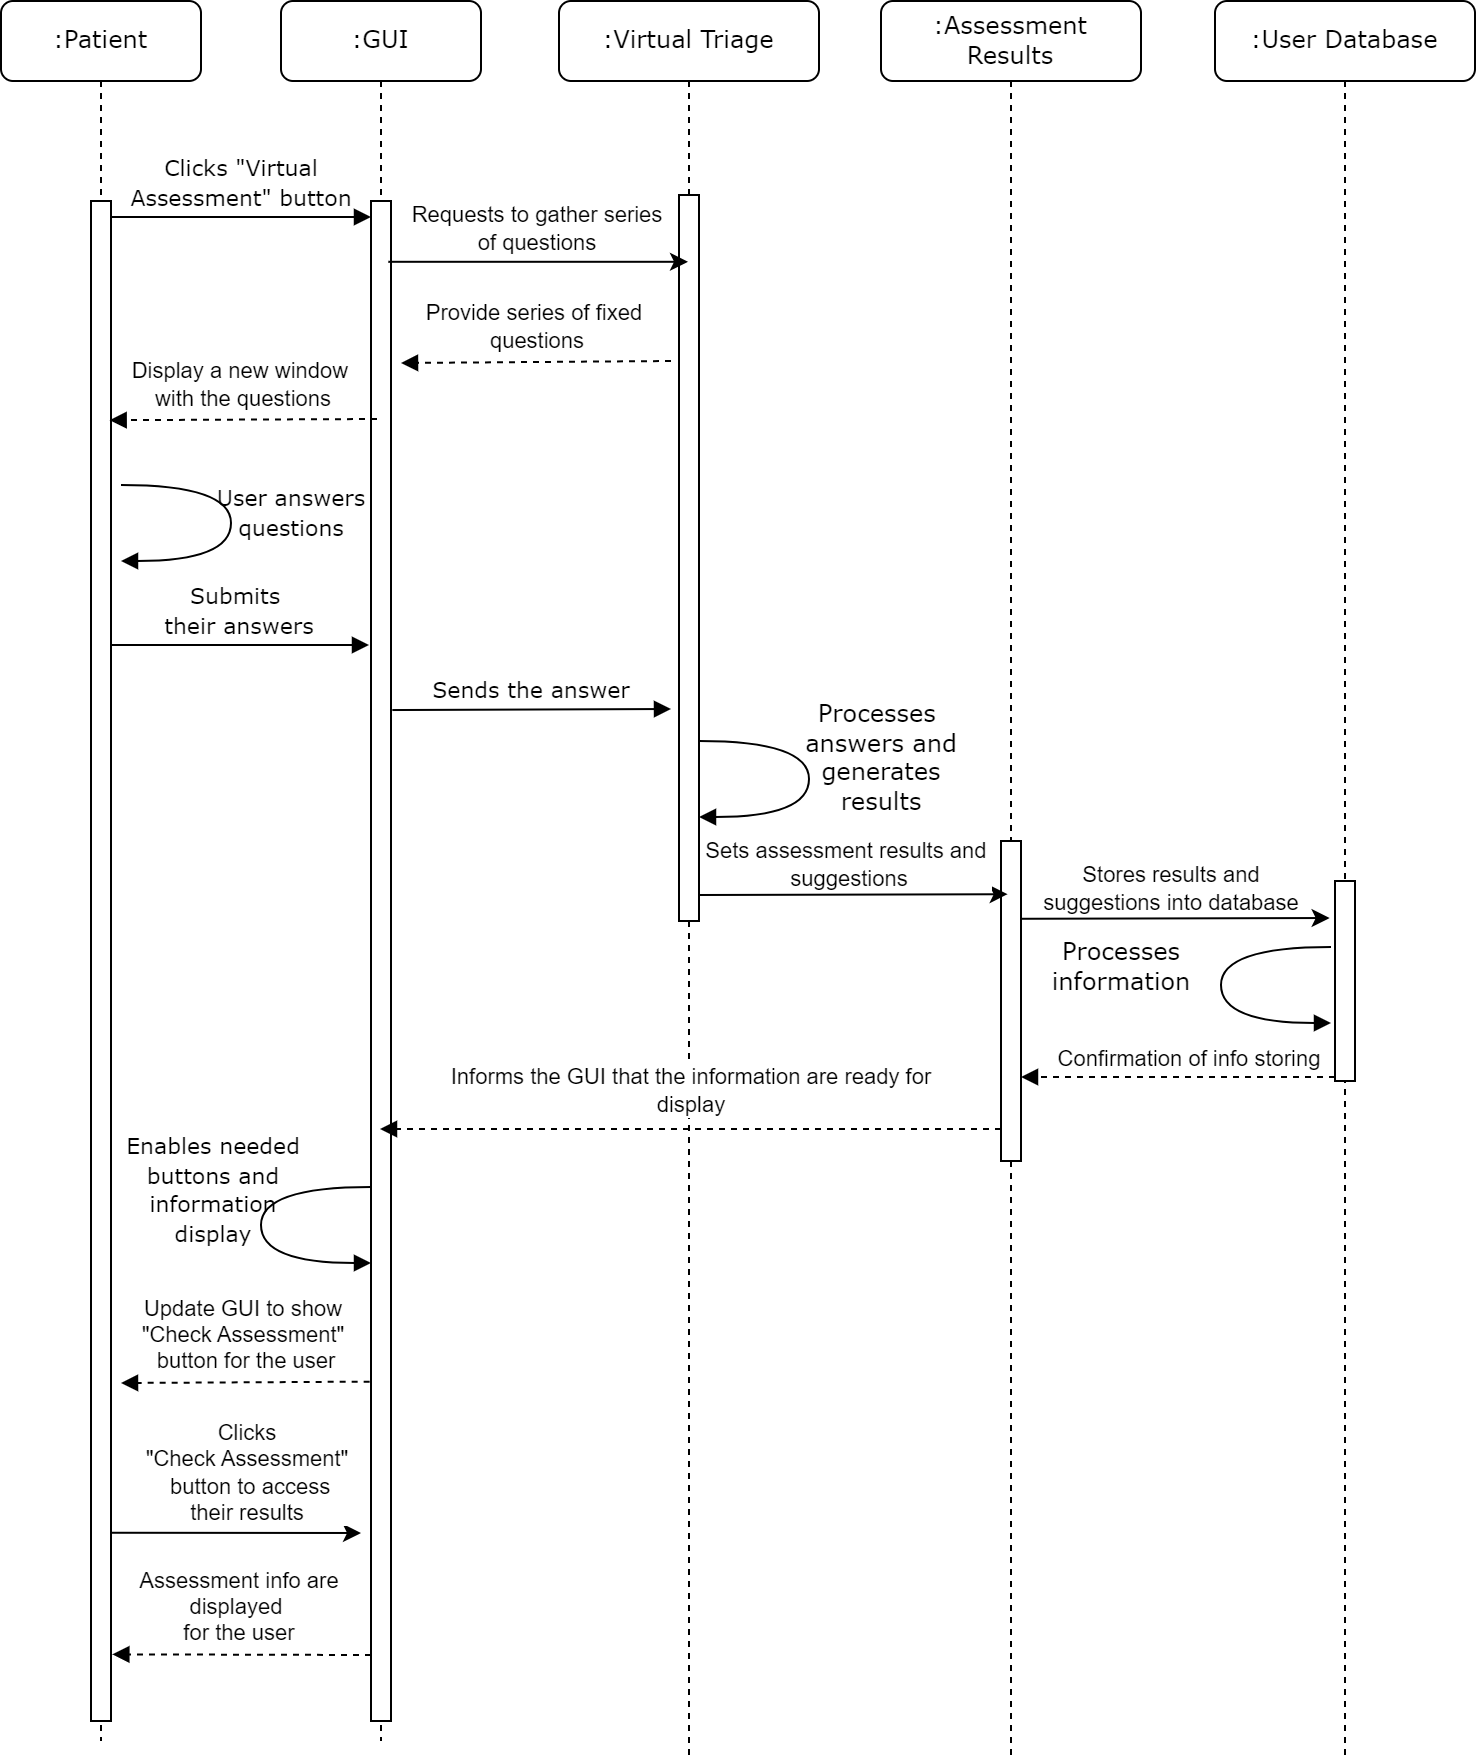 :Patient
:GUI
:Virtual Triage
:Assessment
Results
:User Database
Clicks "Virtual
Assessment" button
Requests to gather series
of questions
Provide series of fixed
questions
Display a new window
with the questions
User answers
questions
Submits
their answers
Sends the answer
Processes
answers and
generates
results
Sets assessment results and
suggestions
Stores results and
suggestions into database
Processes
information
Confirmation of info storing
Informs the GUI that the information are ready for
display
Enables needed
buttons and
information
display
Update GUI to show
"Check Assessment"
button for the user
Clicks
"Check Assessment"
button to access
their results
Assessment info are
displayed
for the user